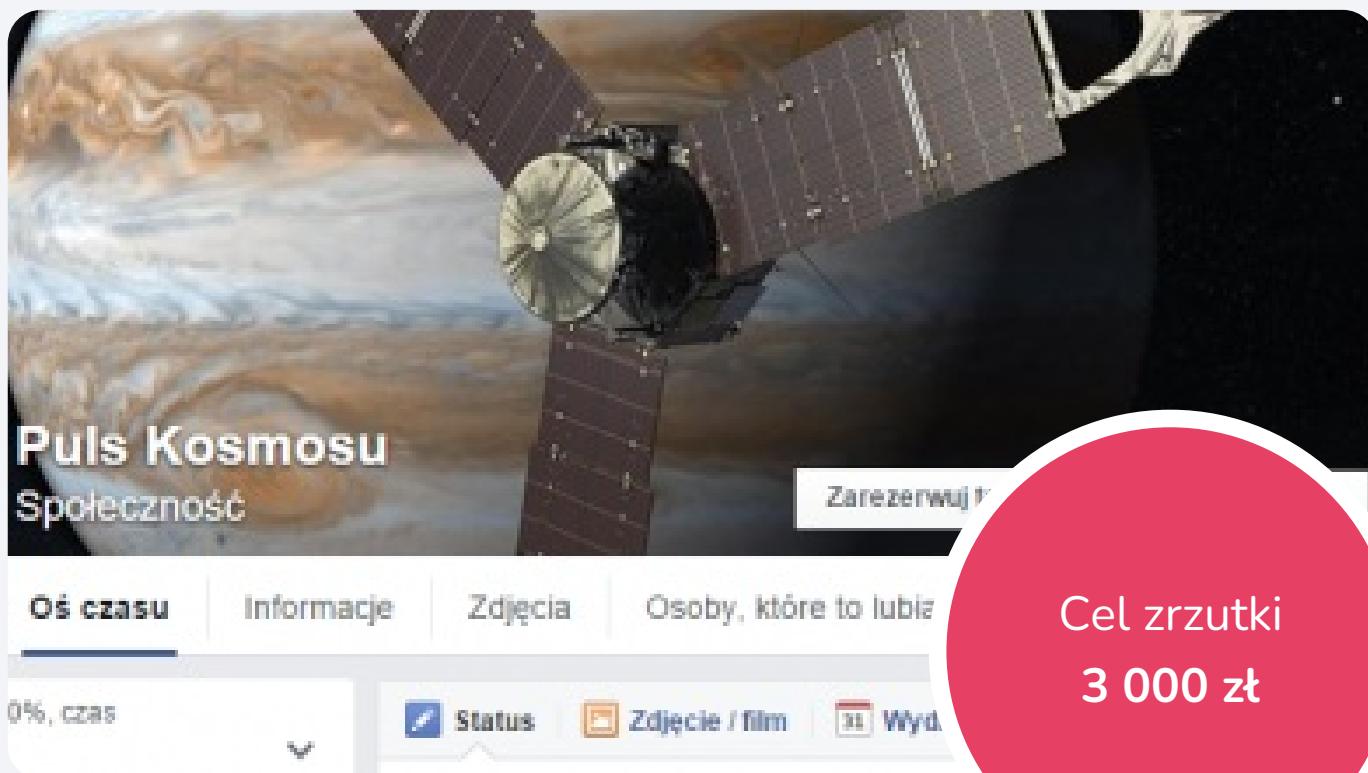 Puls Kosmosu
Społeczność
Zarezerwuj
Oś czasu Informacje Zdjęcia Osoby, które to lubią
0%, czas
Status Zdjęcie / film 31
Cel zrzutki
3 000 zł